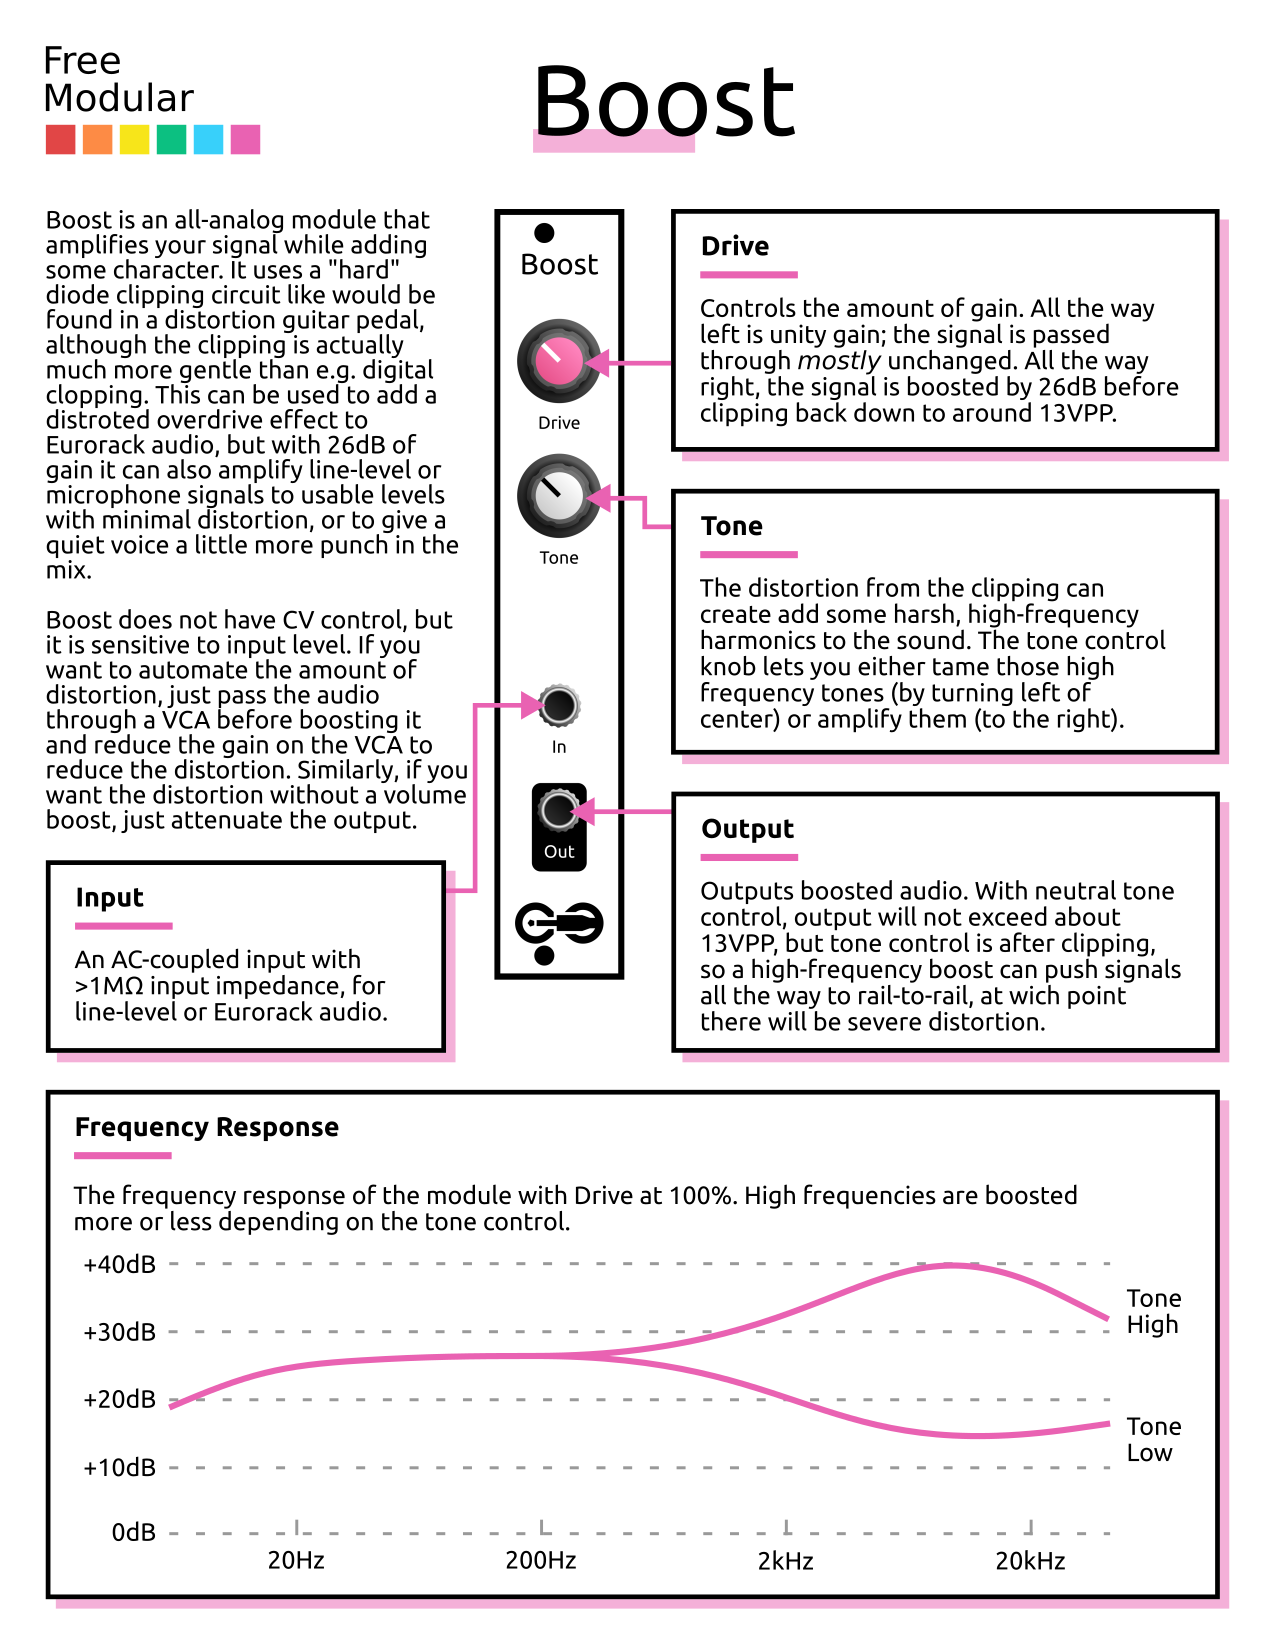 Free
Modular
Boost
Boost is an all-analog module that
amplifies your signal while adding
some character. It uses a "hard"
diode clipping circuit like would be
found in a distortion guitar pedal,
although the clipping is actually
much more gentle than e.g. digital
clopping. This can be used to add a
distroted overdrive effect to
Eurorack audio, but with 26dB of
gain it can also amplify line-level or
microphone signals to usable levels
with minimal distortion, or to give a
quiet voice a little more punch in the
mix.
Boost does not have CV control, but
it is sensitive to input level. If you
want to automate the amount of
distortion, just pass the audio
through a VCA before boosting it
and reduce the gain on the VCA to
reduce the distortion. Similarly, if you
want the distortion without a volume
boost, just attenuate the output.
Input
An AC-coupled input with
>1MΩ input impedance, for
line-level or Eurorack audio.
Boost
Drive
Tone
In
Out
Drive
Controls the amount of gain. All the way
left is unity gain; the signal is passed
through mostly unchanged. All the way
right, the signal is boosted by 26dB before
clipping back down to around 13VPP.
Tone
The distortion from the clipping can
create add some harsh, high-frequency
harmonics to the sound. The tone control
knob lets you either tame those high
frequency tones (by turning left of
center) or amplify them (to the right).
Output
Outputs boosted audio. With neutral tone
control, output will not exceed about
13VPP, but tone control is after clipping,
so a high-frequency boost can push signals
all the way to rail-to-rail, at wich point
there will be severe distortion.
Frequency Response
The frequency response of the module with Drive at 100%. High frequencies are boosted
more or less depending on the tone control.
+40dB
+30dB
+20dB
+10dB
0dB
20Hz
200Hz
2kHz
20kHz
Tone
High
Tone
Low